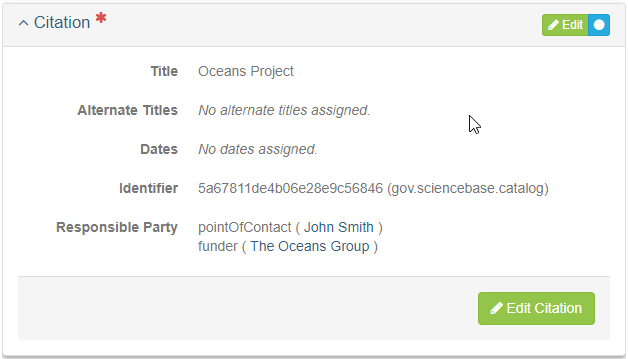 Citation *
Edit
Title Oceans Project
Alternate Titles No alternate titles assigned.
Dates No dates assigned.
Identifier 5a67811de4b06e28e9c56846 (gov.sciencebase.catalog)
Responsible Party pointOfContact ( John Smith )
funder ( The Oceans Group )
Edit Citation